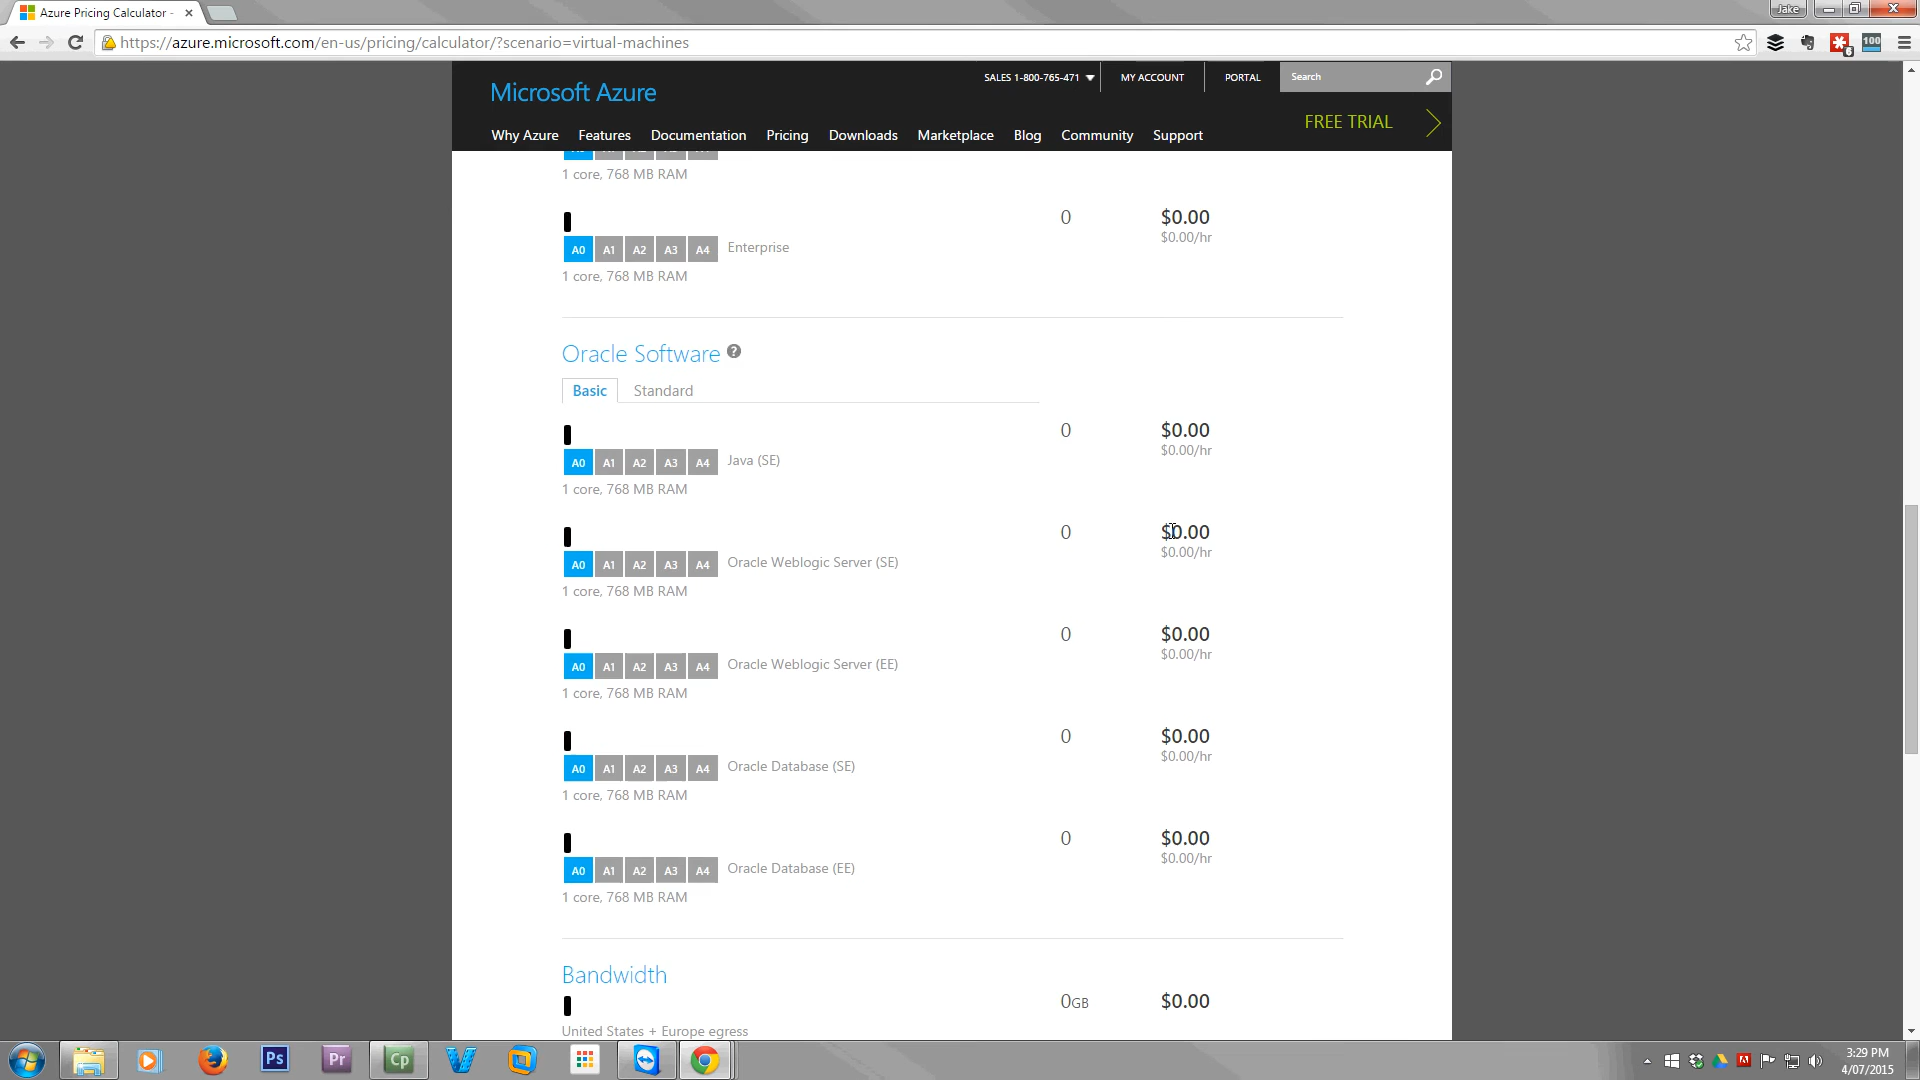 Azure Pricing Calculator -
Jake
https://azure.microsoft.com/en-us/pricing/calculator/?scenario=virtual-machines
6
100
Microsoft Azure
SALES 1-800-765-471
MY ACCOUNT
PORTAL
Search
FREE TRIAL
Why Azure Features Documentation Pricing Downloads Marketplace Blog Community Support
1 core, 768 MB RAM
0 $0.00
$0.00/hr
A0 A1 A2 A3 A4 Enterprise
1 core, 768 MB RAM
Oracle Software ?
Basic Standard
0 $0.00
$0.00/hr
A0 A1 A2 A3 A4 Java (SE)
1 core, 768 MB RAM
0 $0.00
$0.00/hr
A0 A1 A2 A3 A4 Oracle Weblogic Server (SE)
1 core, 768 MB RAM
0 $0.00
$0.00/hr
A0 A1 A2 A3 A4 Oracle Weblogic Server (EE)
1 core, 768 MB RAM
0 $0.00
$0.00/hr
A0 A1 A2 A3 A4 Oracle Database (SE)
1 core, 768 MB RAM
0 $0.00
$0.00/hr
A0 A1 A2 A3 A4 Oracle Database (EE)
1 core, 768 MB RAM
Bandwidth
0GB $0.00
United States + Europe egress
Ps Pr Cp
3:29 PM
4/07/2015